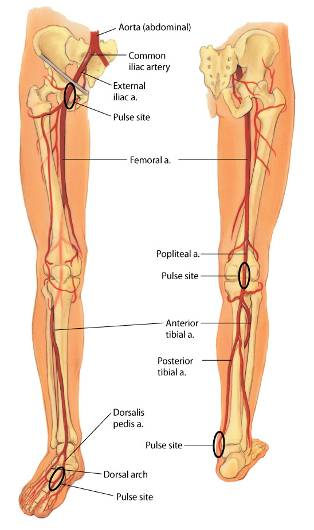 Aorta (abdominal)
Common
iliac artery
External
iliac a.
Pulse site
Femoral a.
Popliteal a.
Pulse site
Anterior
tibial a.
Posterior
tibial a.
Dorsalis
pedis a.
Pulse site
Dorsal arch
Pulse site